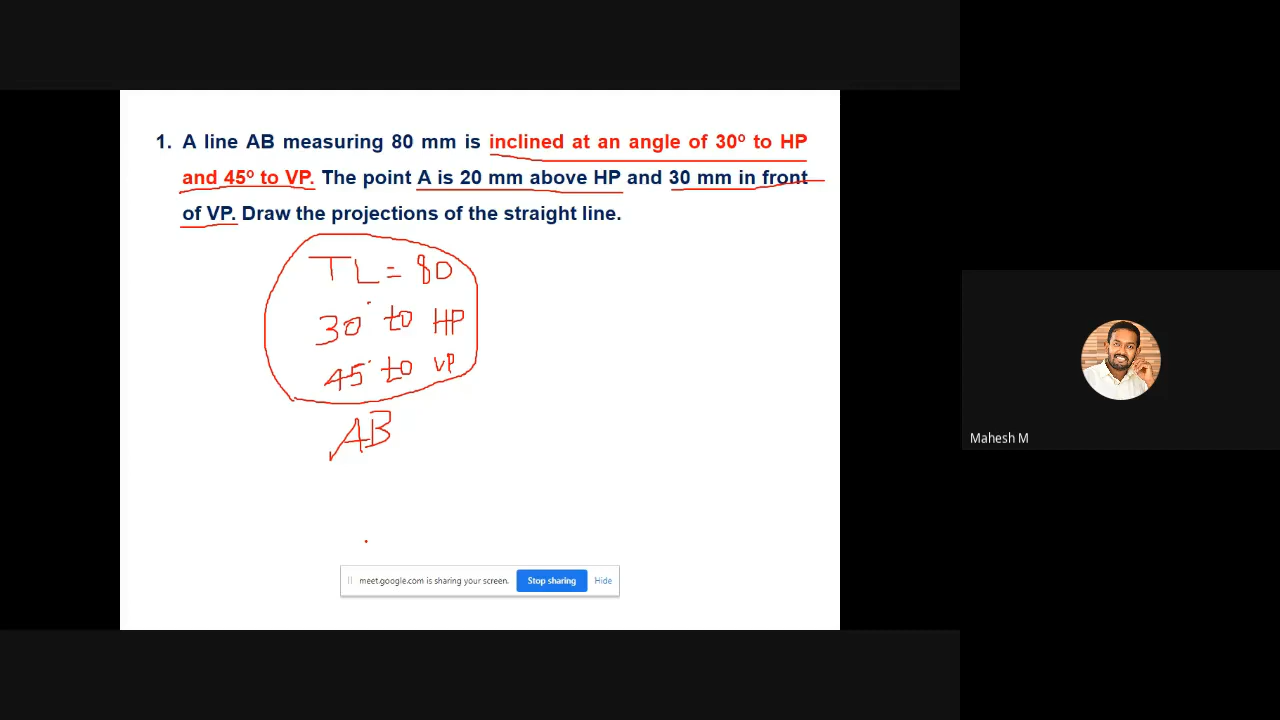 1. A line AB measuring 80 mm is inclined at an angle of 30º to HP
and 45º to VP. The point A is 20 mm above HP and 30 mm in front
of VP. Draw the projections of the straight line.
TL = 80
30° to HP
45° to VP
AB
meet.google.com is sharing your screen. Stop sharing Hide
Mahesh M